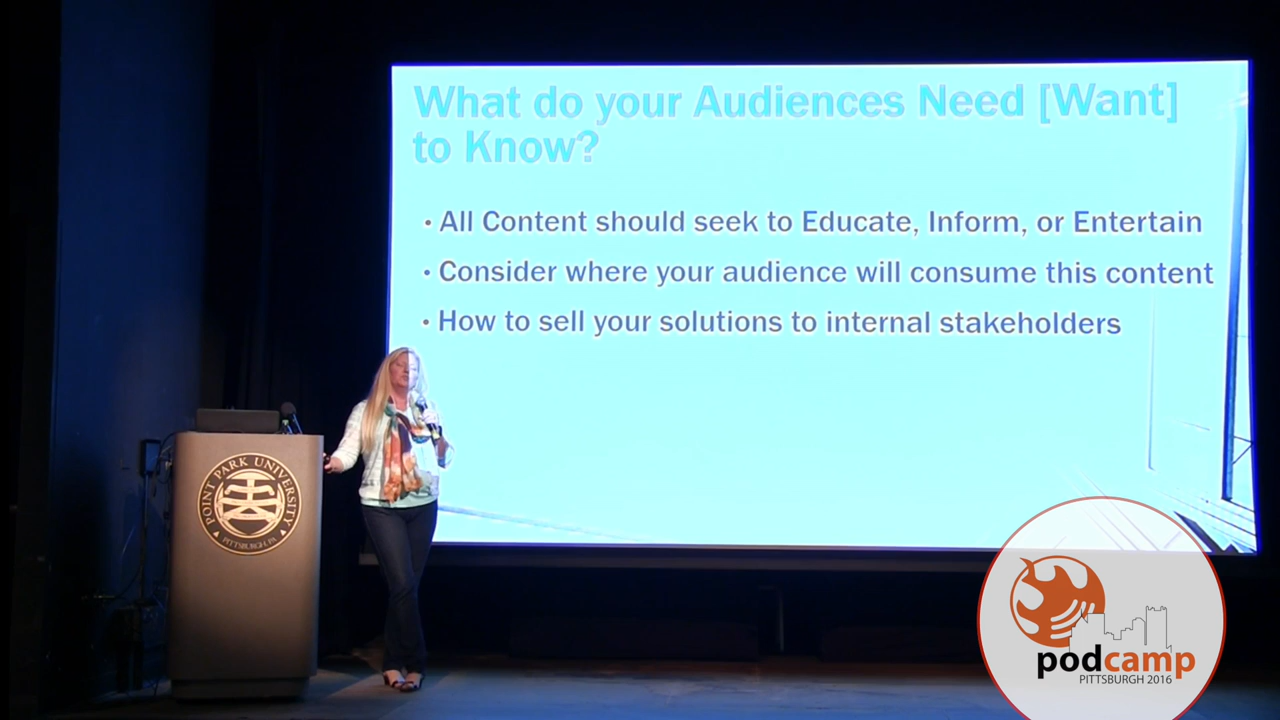 What do your Audiences Need [Want]
to Know?
• All Content should seek to Educate, Inform, or Entertain
• Consider where your audience will consume this content
• How to sell your solutions to internal stakeholders
POINT PARK UNIVERSITY
PITTSBURGH, PA
podcamp
PITTSBURGH 2016